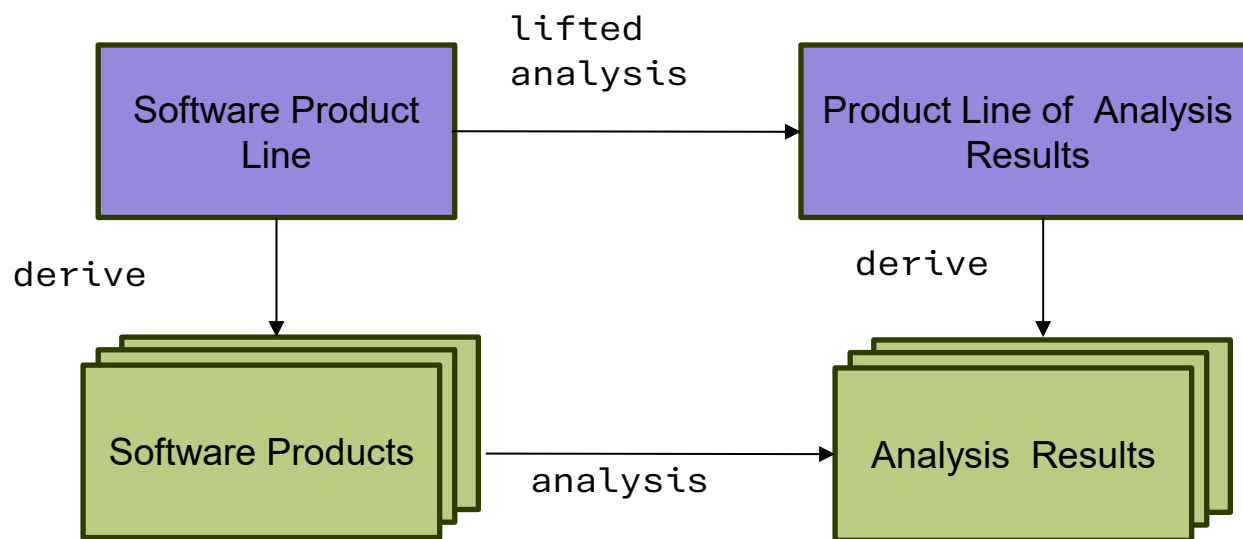 lifted
analysis
Software Product
Line
Product Line of Analysis
Results
derive
derive
Software Products
analysis
Analysis Results